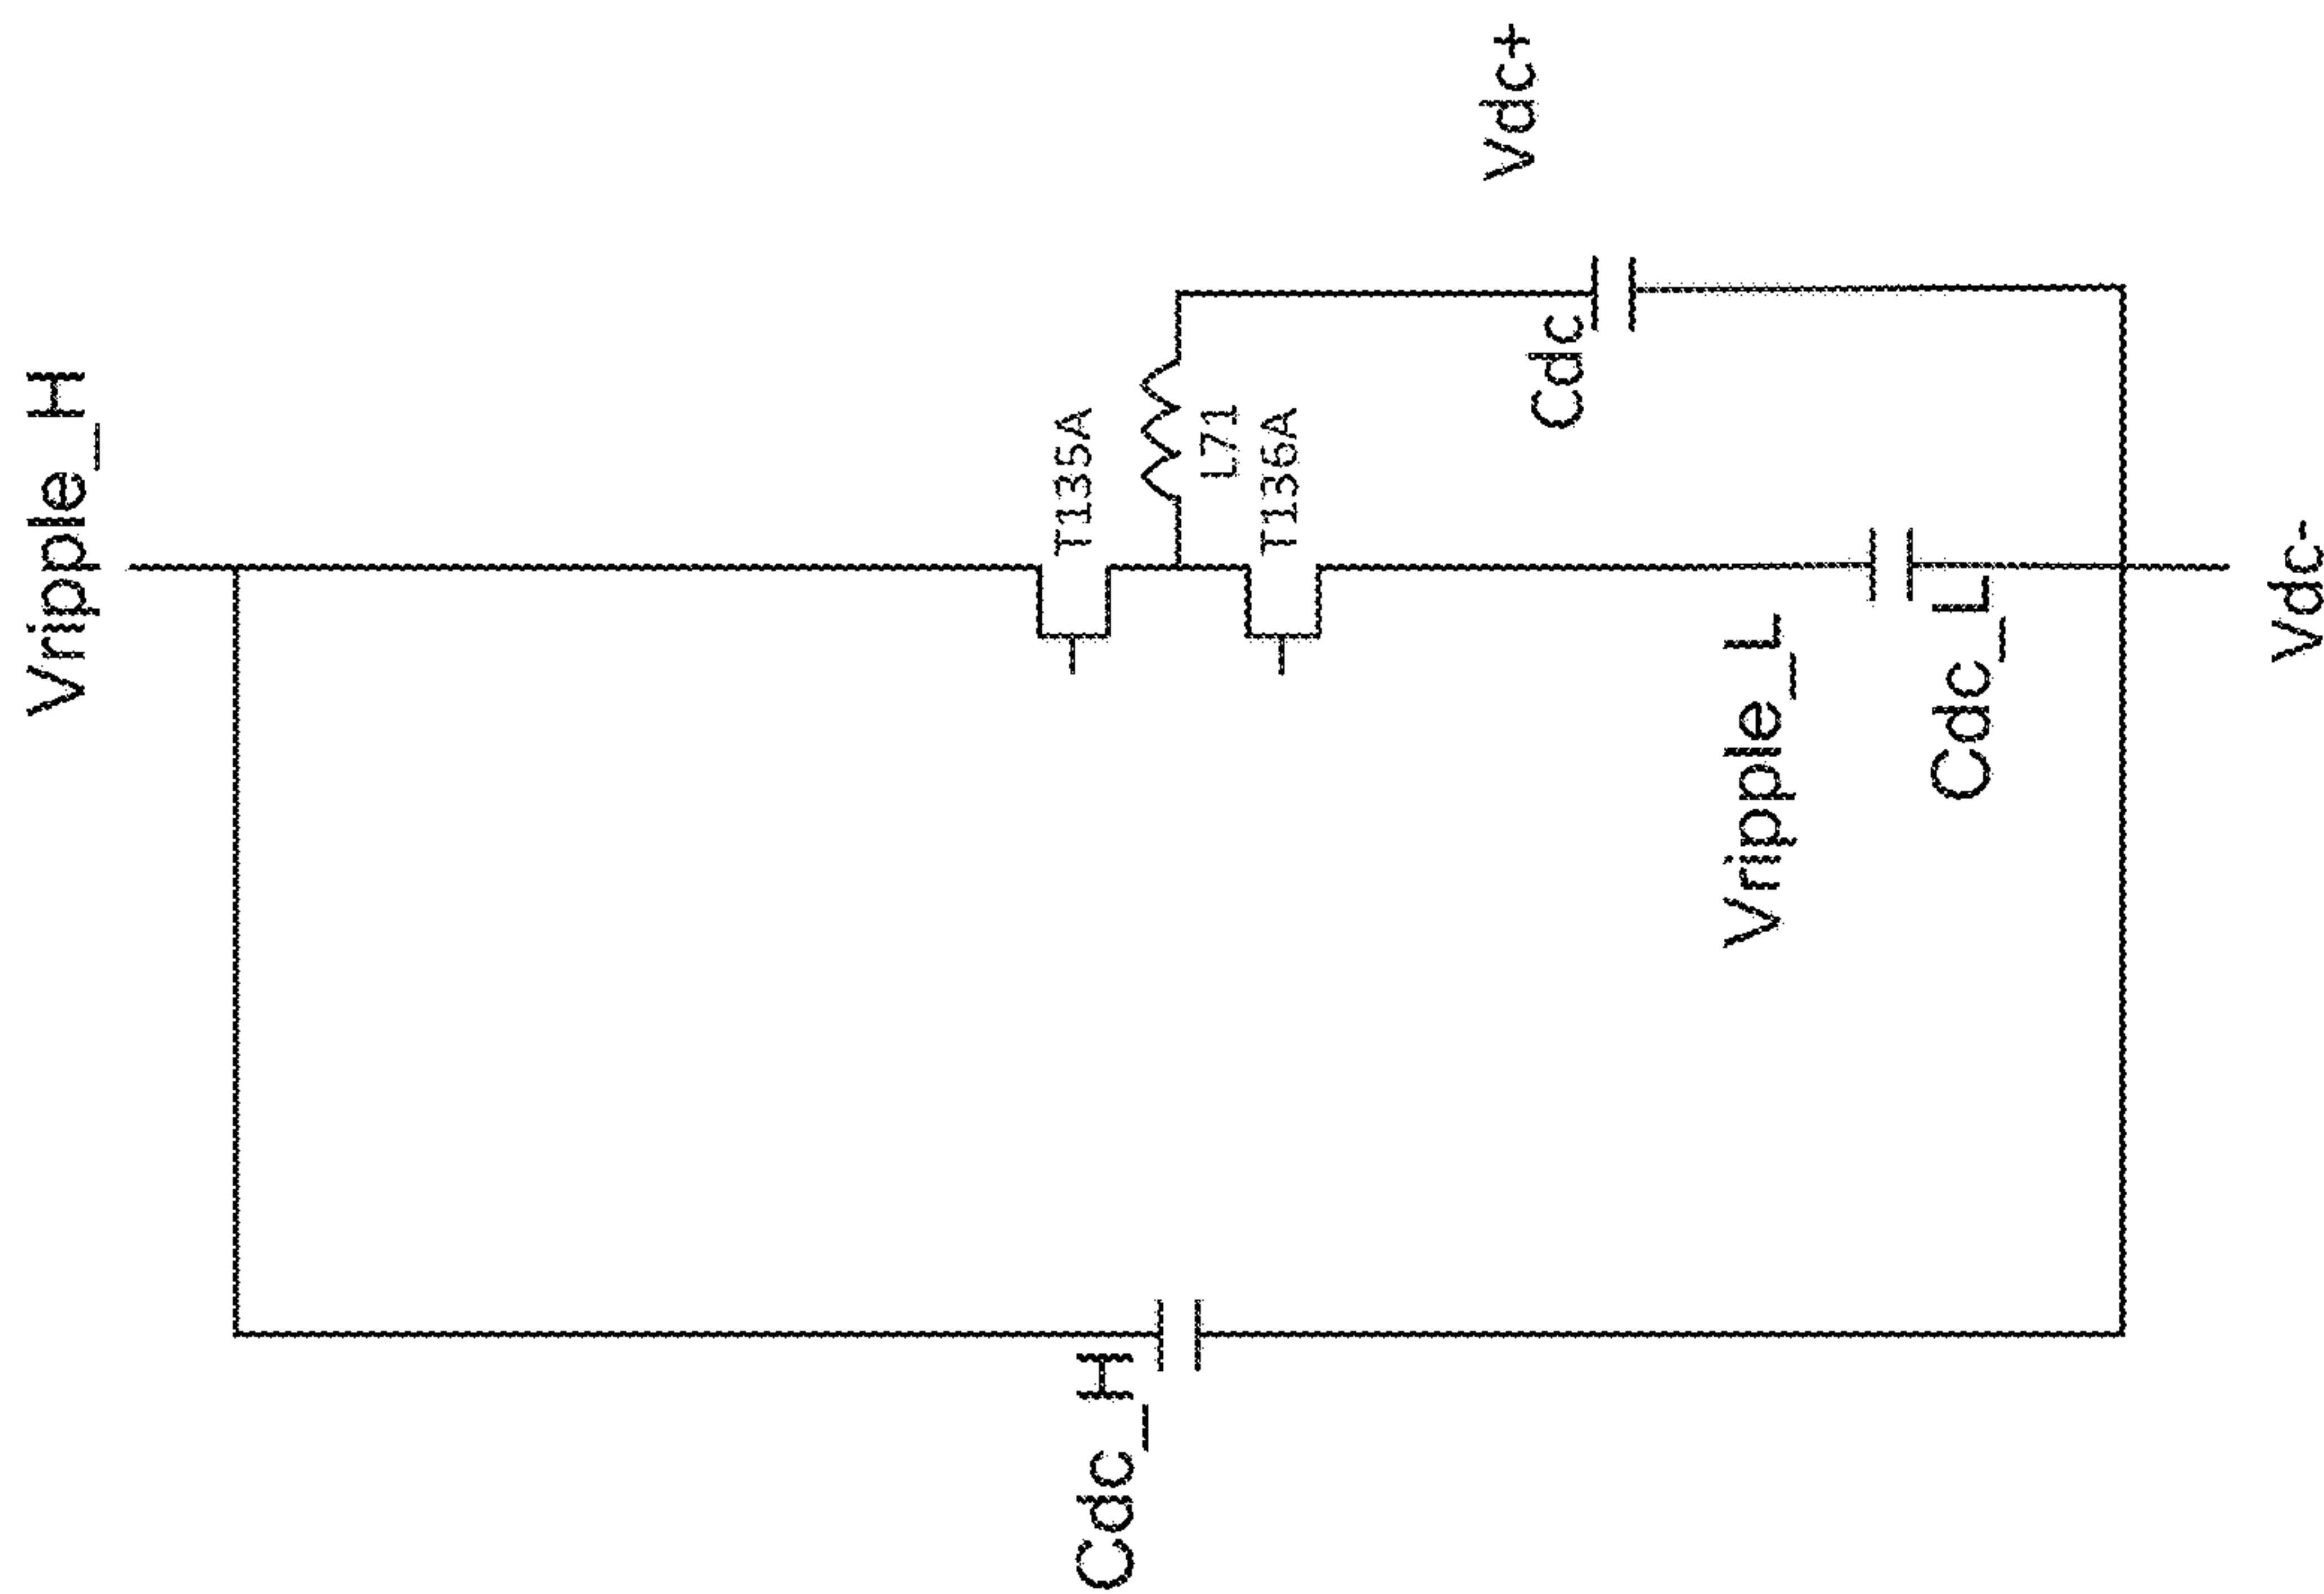 Vripple_H
Cdc_H
T135A
L71
T136A
Vdc+
Cdc
Vripple_L
Cdc_L
Vdc-